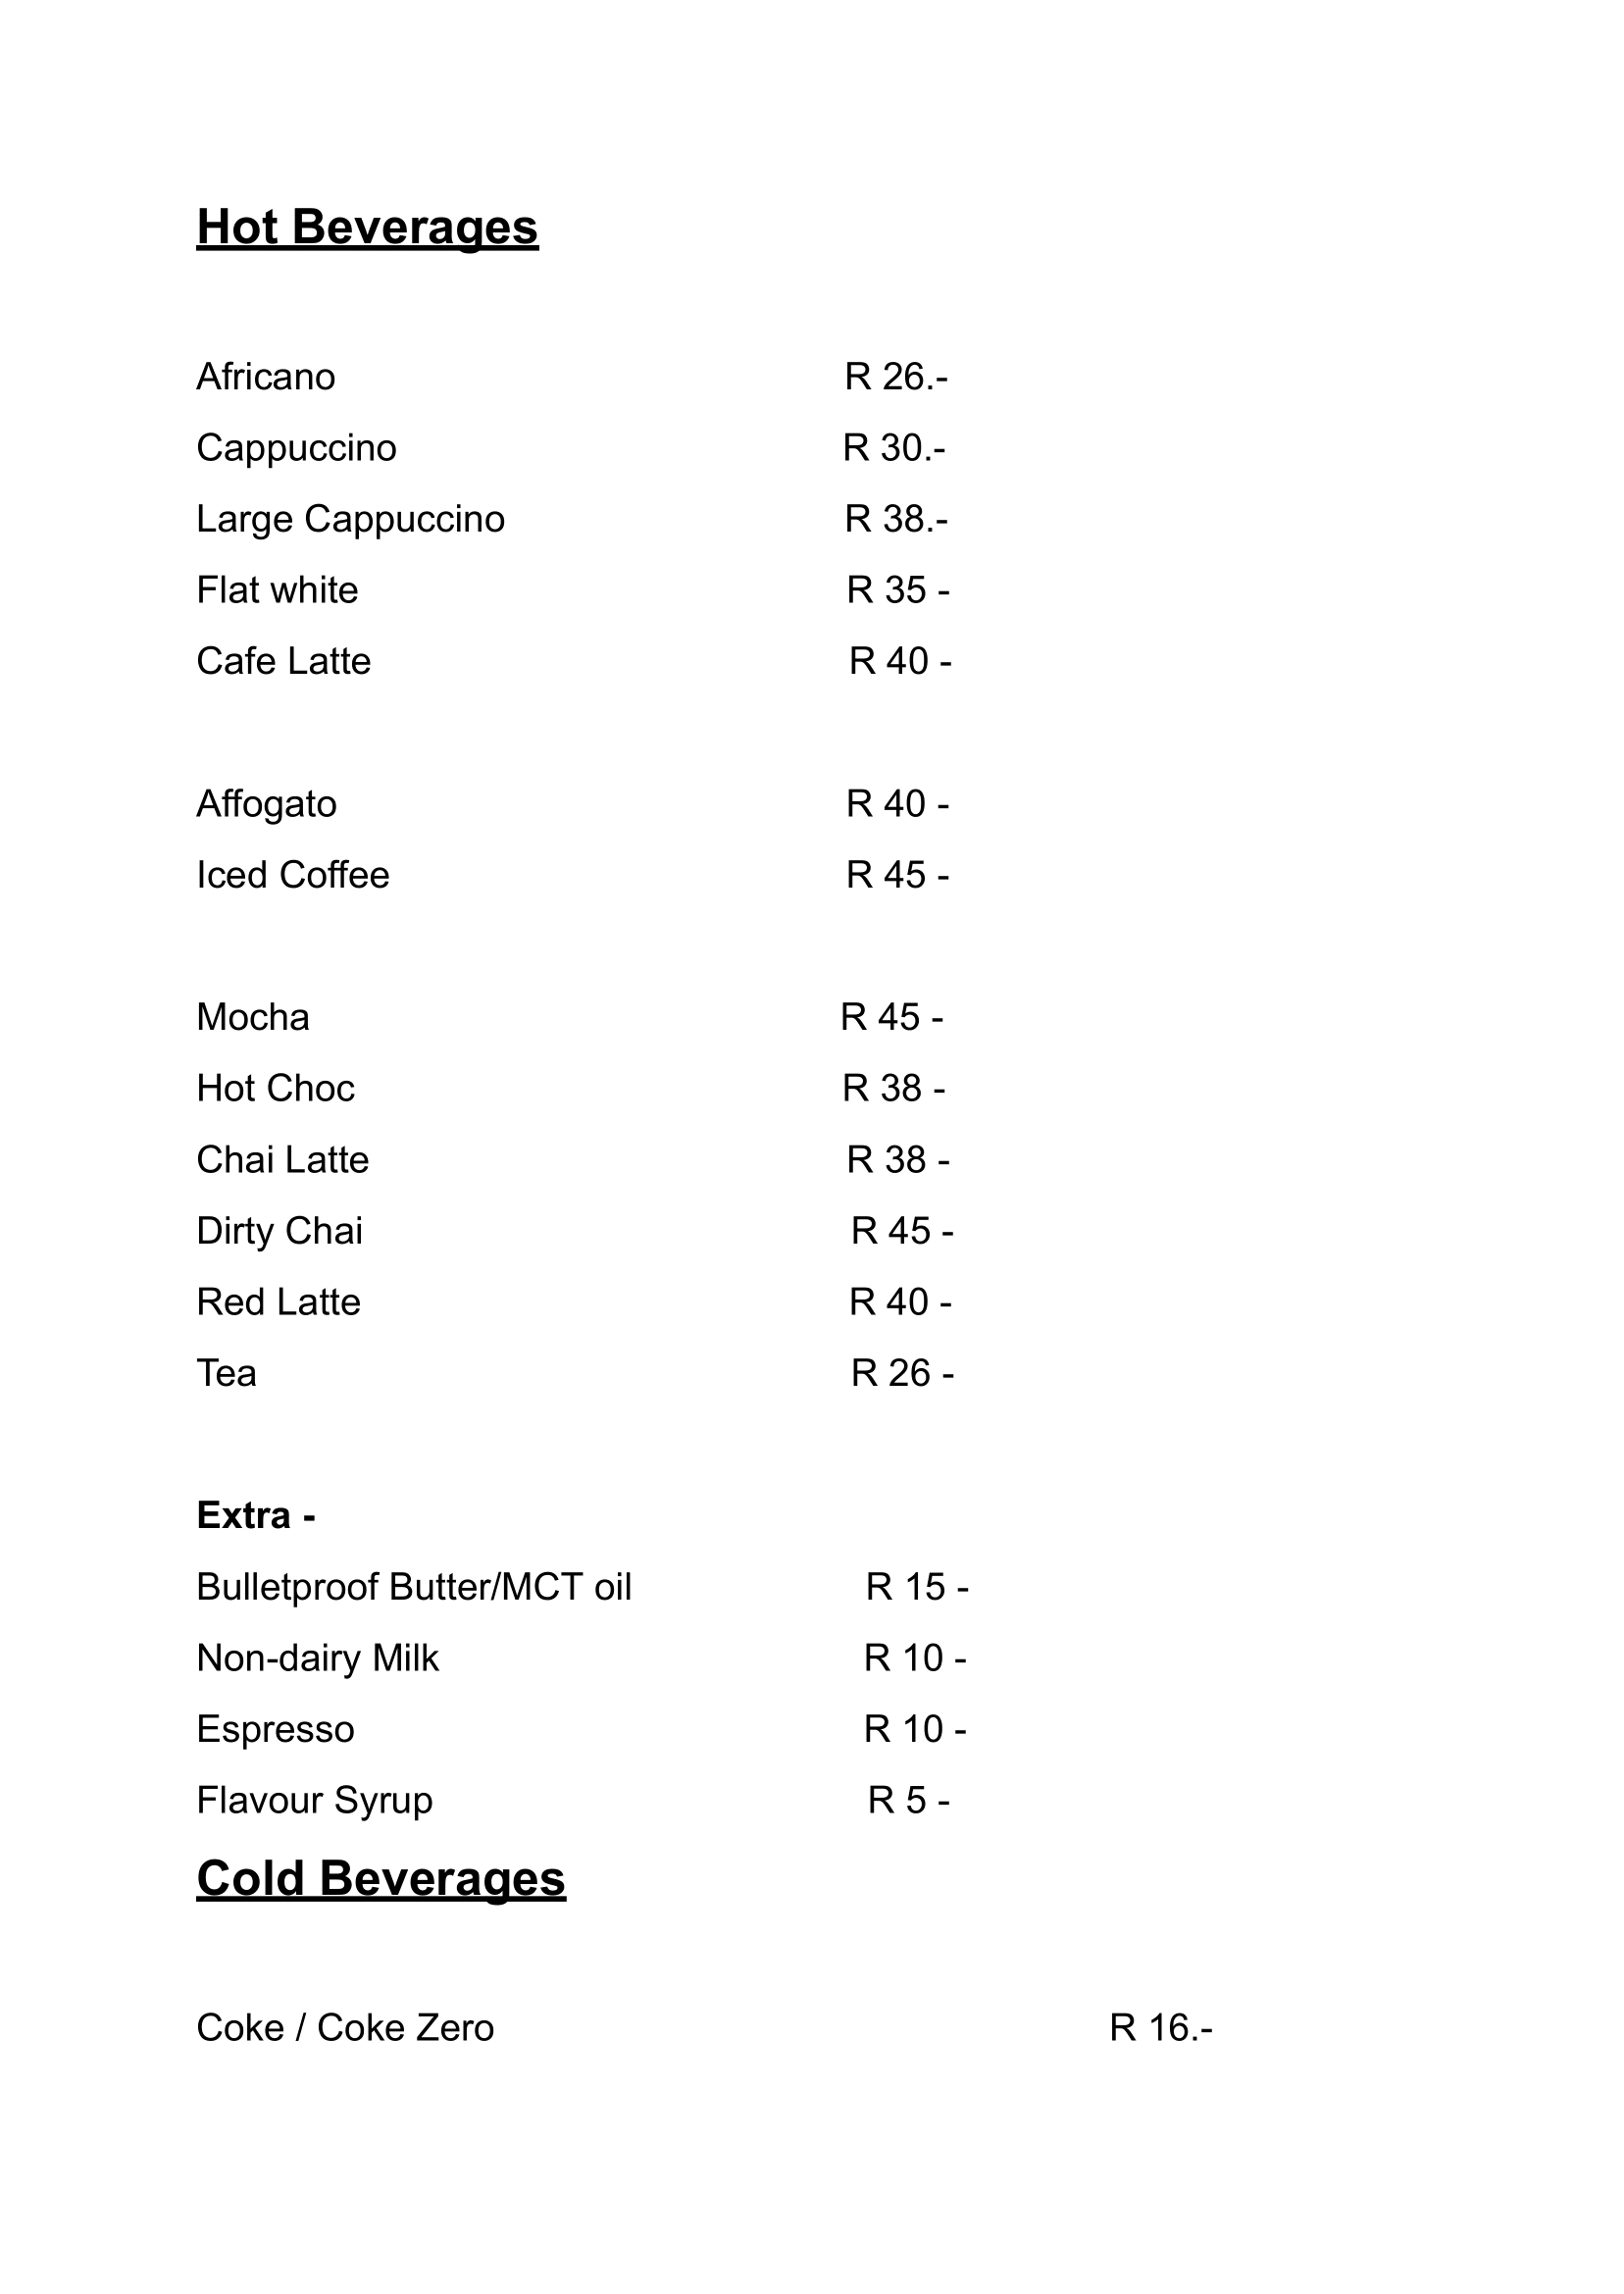 Hot Beverages
Africano R 26.-
Cappuccino R 30.-
Large Cappuccino R 38.-
Flat white R 35 -
Cafe Latte R 40 -
Affogato R 40 -
Iced Coffee R 45 -
Mocha R 45 -
Hot Choc R 38 -
Chai Latte R 38 -
Dirty Chai R 45 -
Red Latte R 40 -
Tea R 26 -
Extra -
Bulletproof Butter/MCT oil R 15 -
Non-dairy Milk R 10 -
Espresso R 10 -
Flavour Syrup R 5 -
Cold Beverages
Coke / Coke Zero R 16.-